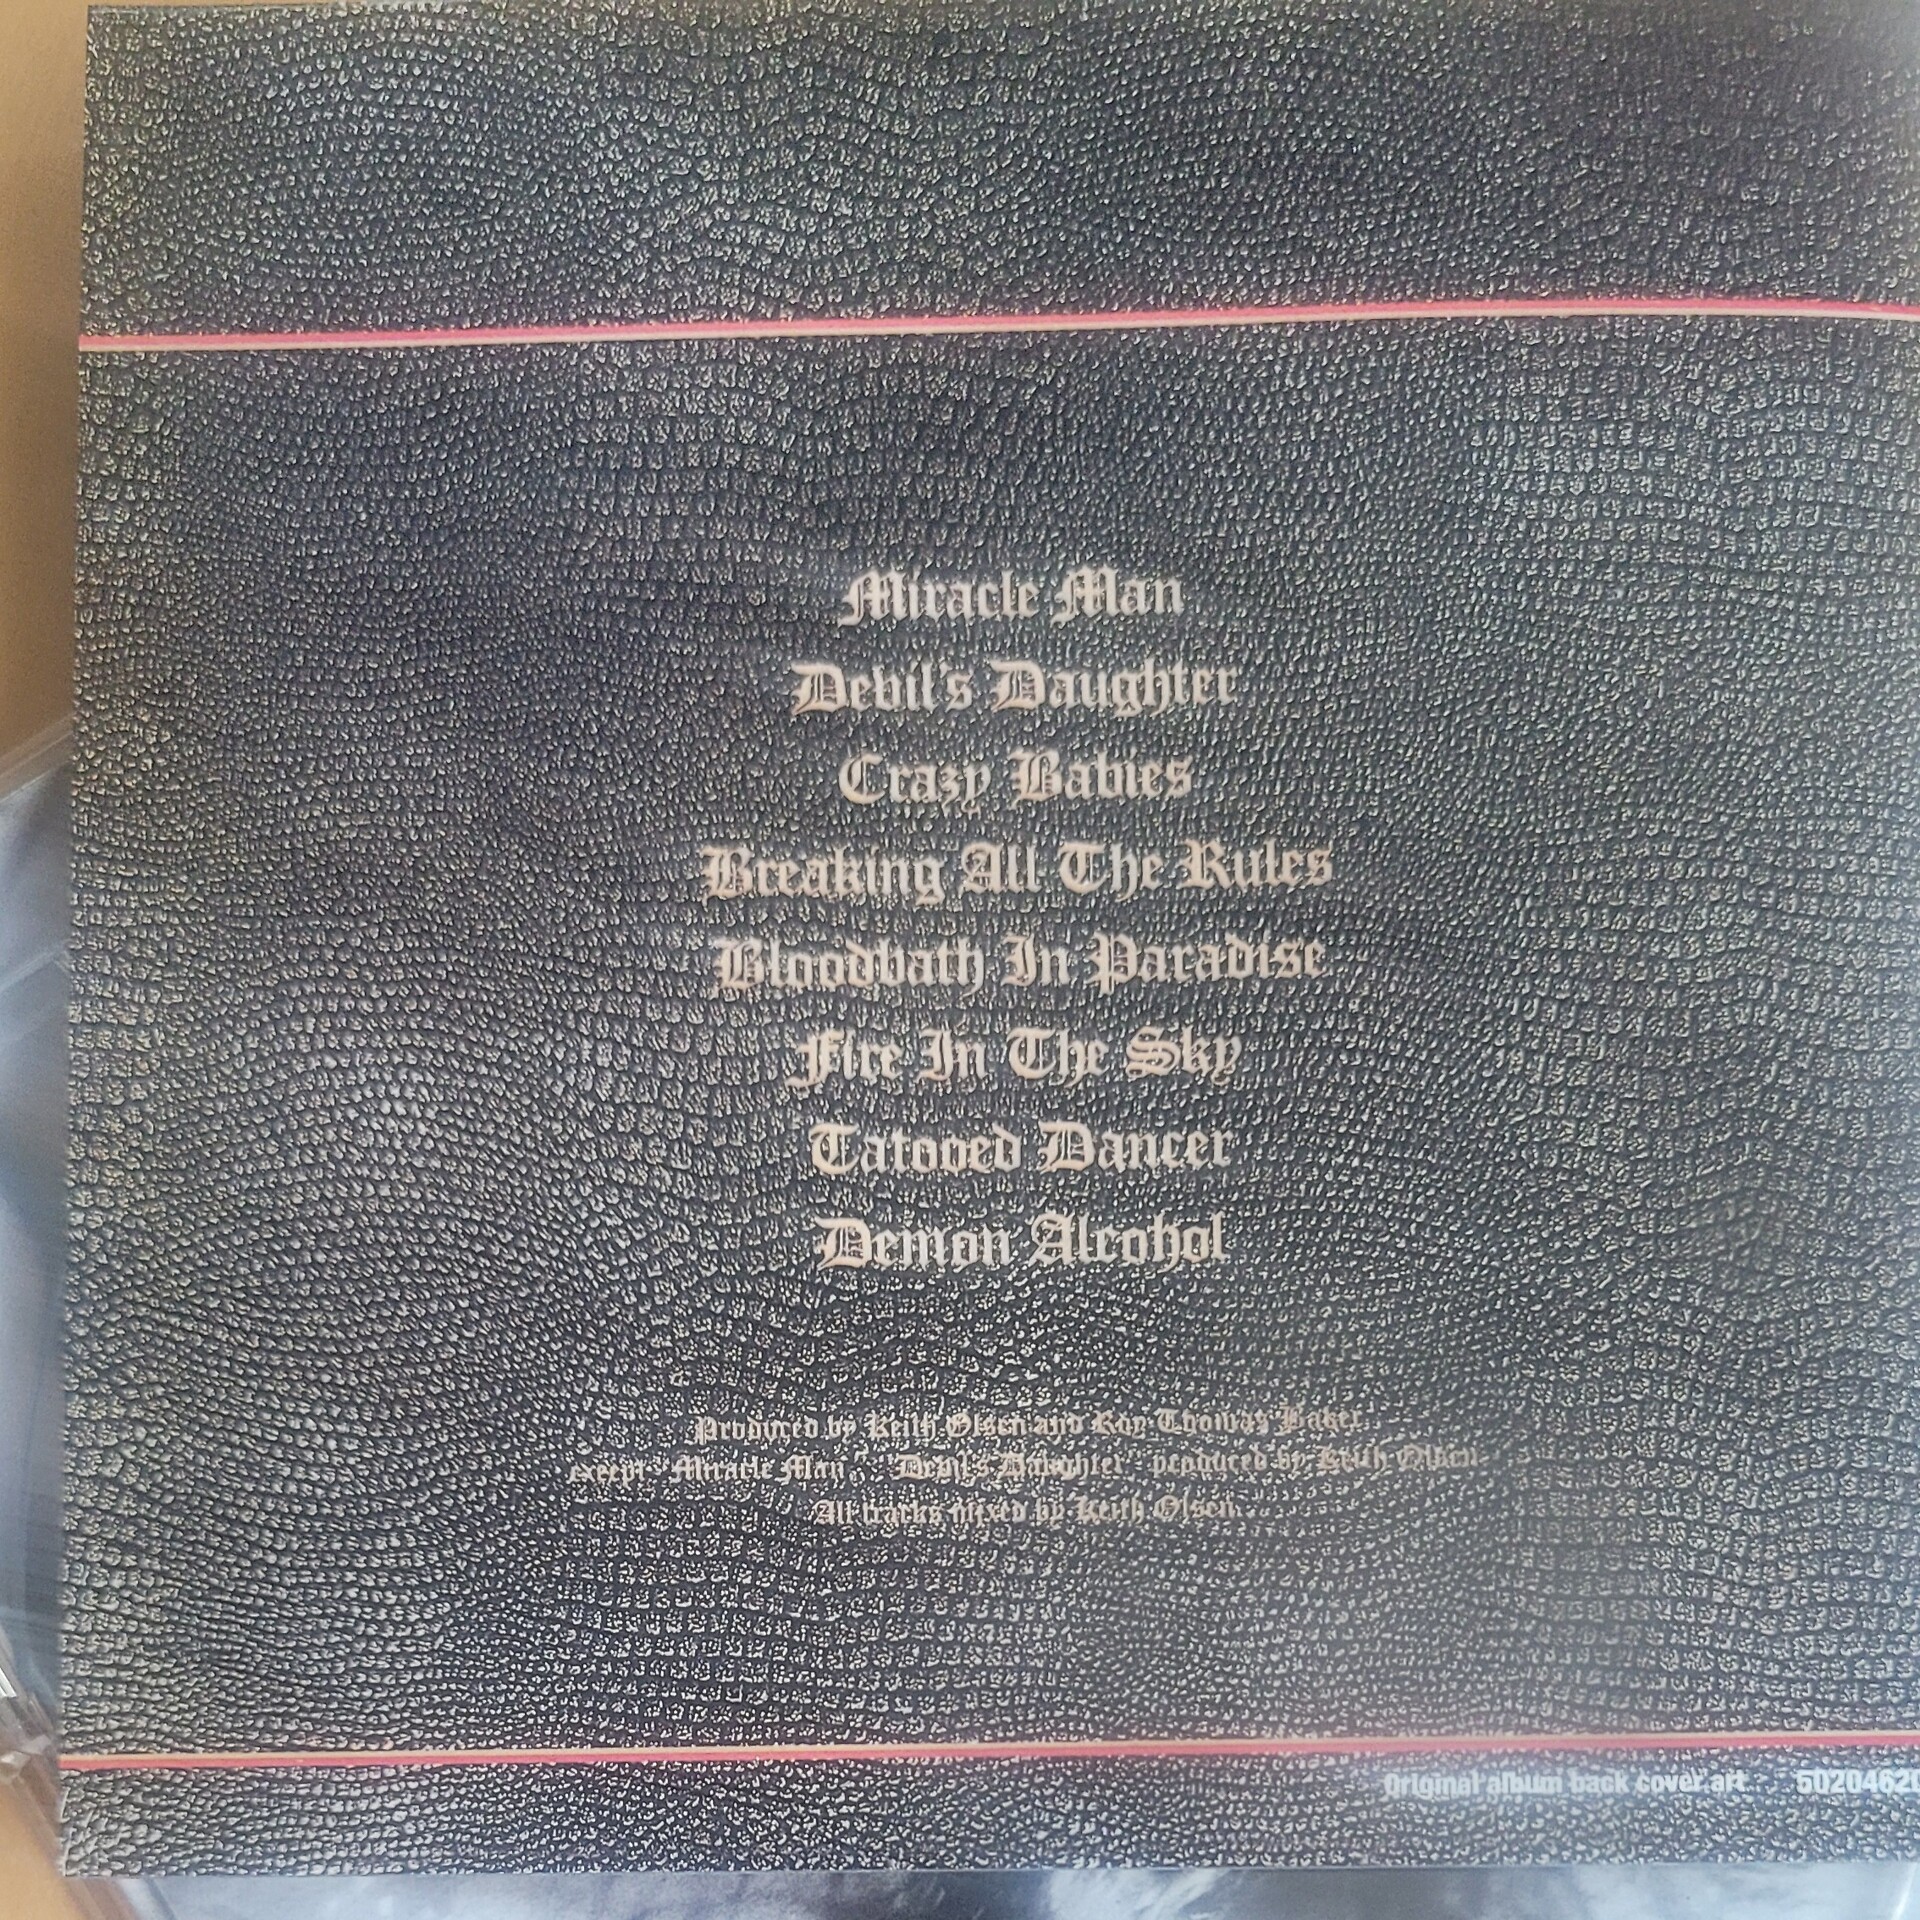 Miracle Man
Devil's Daughter
Crazy Babies
Breaking All The Rules
Bloodbath In Paradise
Fire In The Sky
Tatooed Dancer
Demon Alcohol
Produced by Keith Olsen and Roy Thomas Baker
except "Miracle Man", "Devil's Daughter" produced by Keith Olsen
All tracks mixed by Keith Olsen
Original album back cover art 5020462